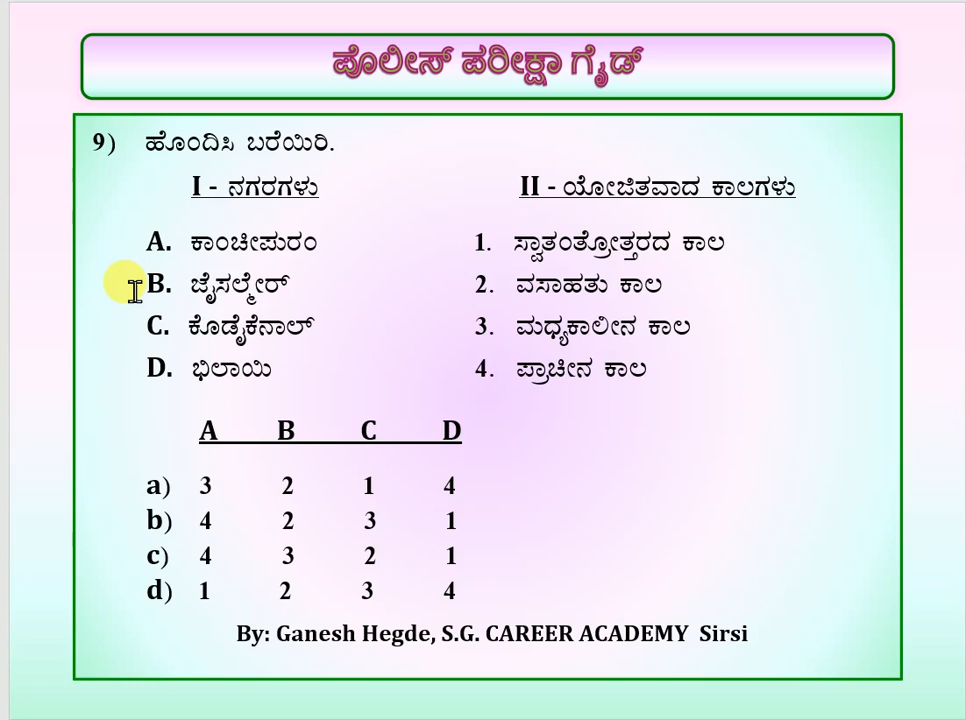 ಪೊಲೀಸ್ ಪರೀಕ್ಷಾ ಗೈಡ್
9) ಹೊಂದಿಸಿ ಬರೆಯಿರಿ.
I - ನಗರಗಳು II - ಯೋಜಿತವಾದ ಕಾಲಗಳು
A. ಕಾಂಚೀಪುರಂ 1. ಸ್ವಾತಂತ್ರೋತ್ತರದ ಕಾಲ
B. ಜೈಸಲ್ಮೇರ್ 2. ವಸಾಹತು ಕಾಲ
C. ಕೊಡೈಕೆನಾಲ್ 3. ಮಧ್ಯಕಾಲೀನ ಕಾಲ
D. ಭಿಲಾಯಿ 4. ಪ್ರಾಚೀನ ಕಾಲ
A B C D
a) 3 2 1 4
b) 4 2 3 1
c) 4 3 2 1
d) 1 2 3 4
By: Ganesh Hegde, S.G. CAREER ACADEMY Sirsi